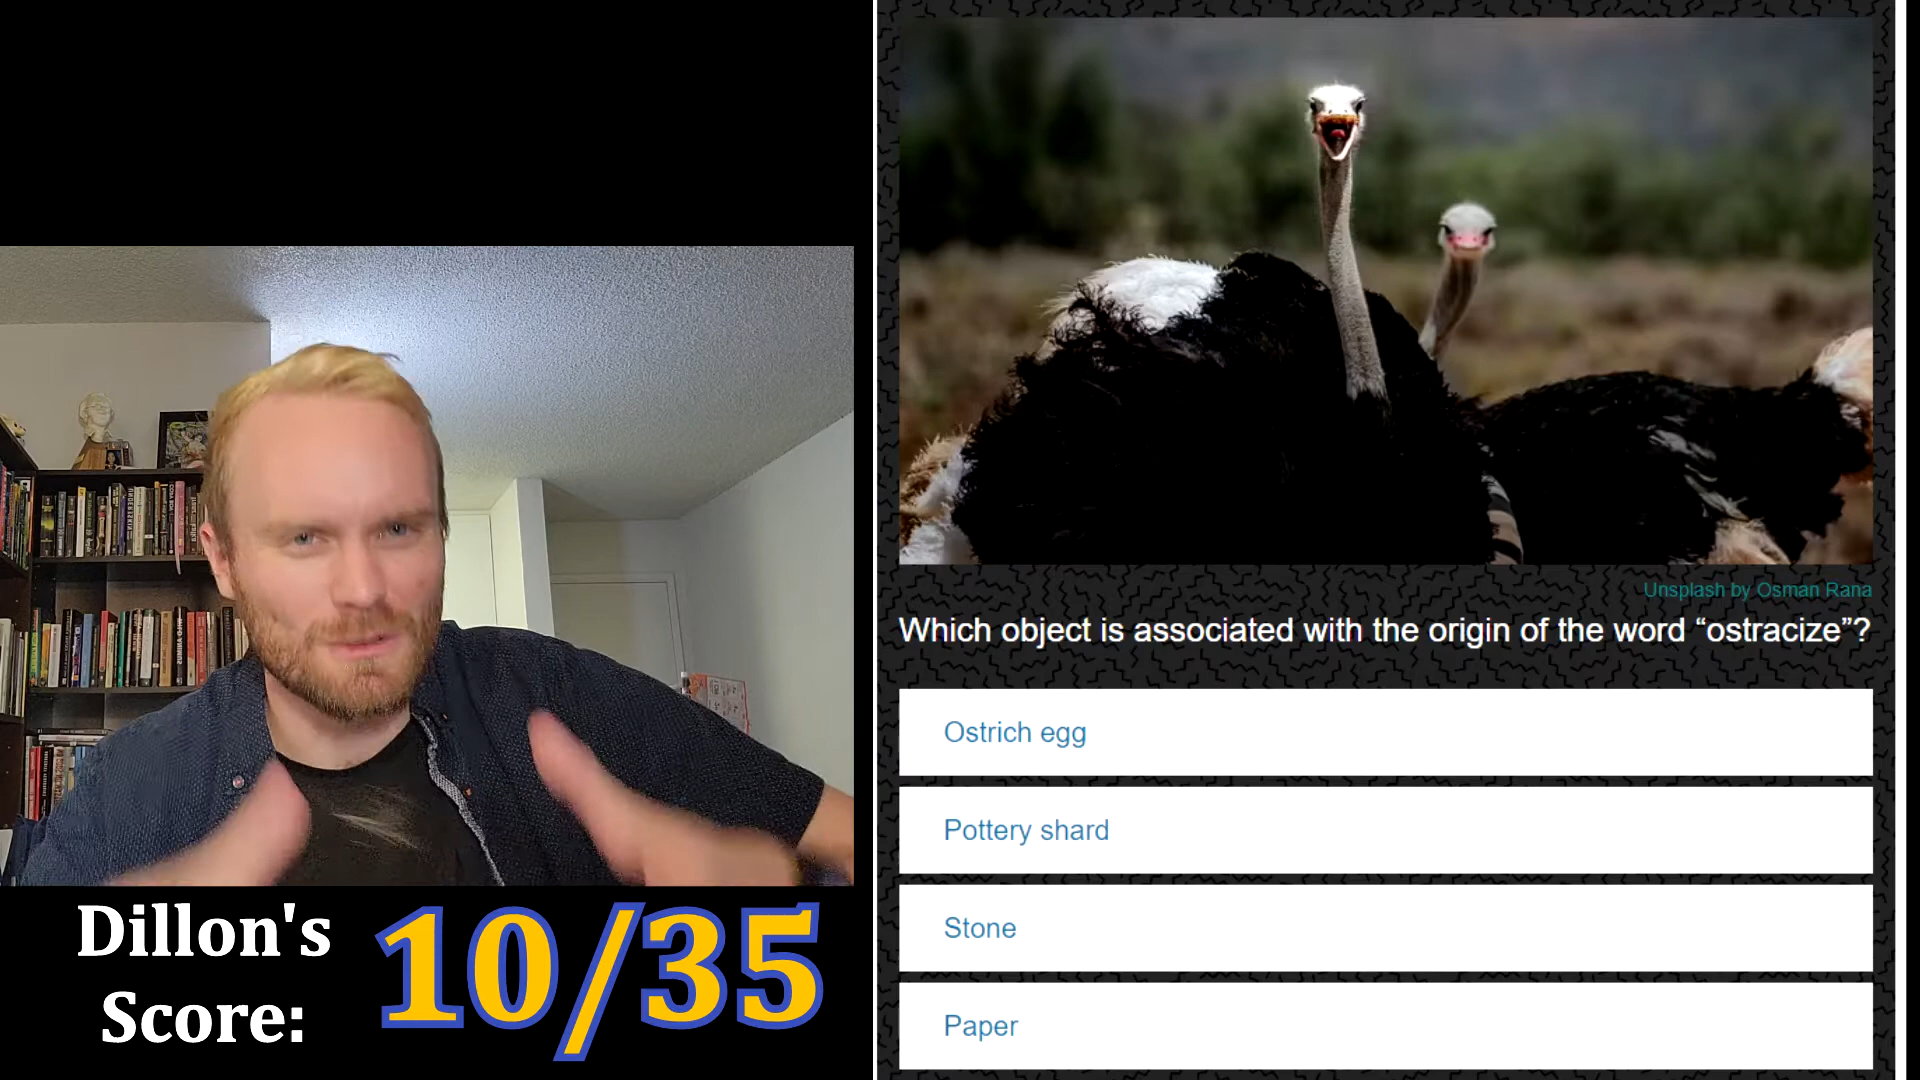 Unsplash by Osman Rana
Which object is associated with the origin of the word “ostracize”?
Ostrich egg
Pottery shard
Stone
Paper
Dillon's
Score:
10/35